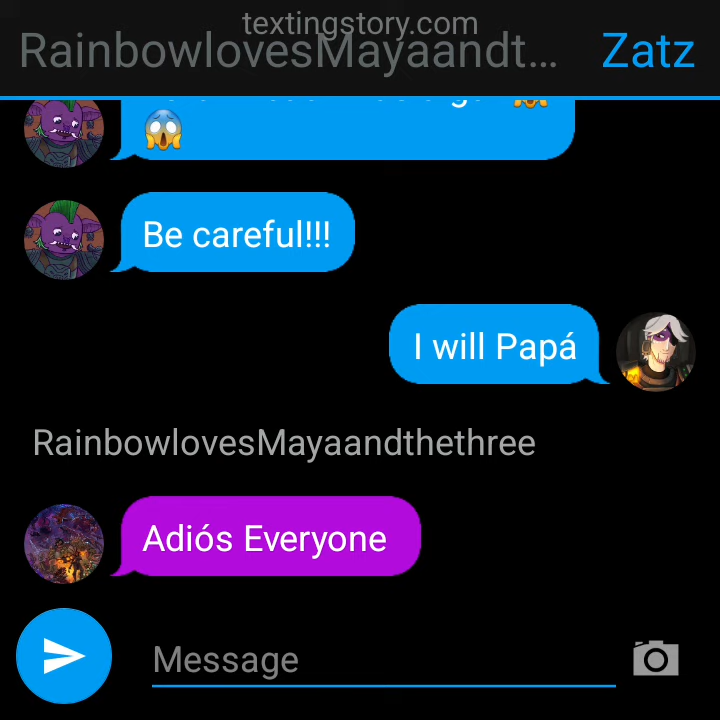 textingstory.com
RainbowlovesMayaandt... Zatz
Be careful!!!
I will Papá
RainbowlovesMayaandthethree
Adiós Everyone
Message